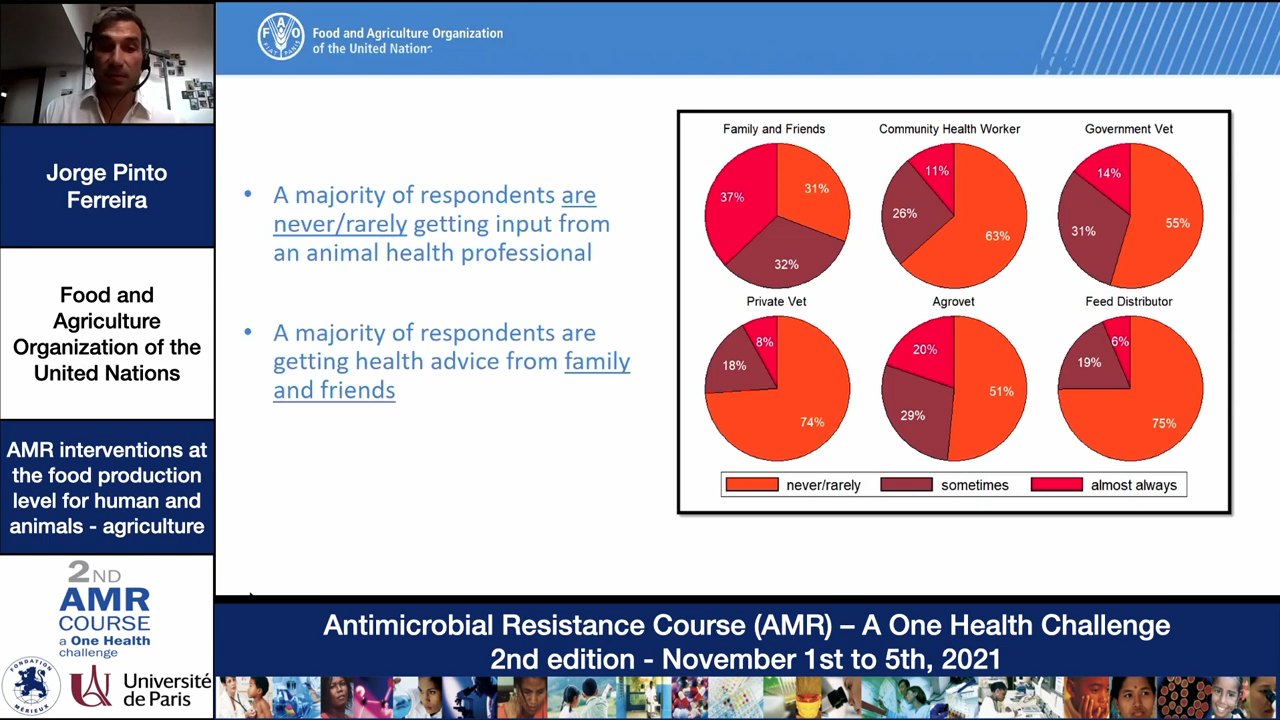 Jorge Pinto
Ferreira
Food and
Agriculture
Organization of the
United Nations
AMR interventions at
the food production
level for human and
animals - agriculture
2ND
AMR
COURSE
a One Health
challenge
FONDATION
MÉRIEUX
Université
de Paris
FAO
FIAT PANIS
Food and Agriculture Organization
of the United Nations
• A majority of respondents are
never/rarely getting input from
an animal health professional
• A majority of respondents are
getting health advice from family
and friends
Family and Friends
37%
31%
32%
Community Health Worker
11%
26%
63%
Government Vet
14%
31%
55%
Private Vet
8%
18%
74%
Agrovet
20%
29%
51%
Feed Distributor
6%
19%
75%
never/rarely
sometimes
almost always
Antimicrobial Resistance Course (AMR) – A One Health Challenge
2nd edition - November 1st to 5th, 2021